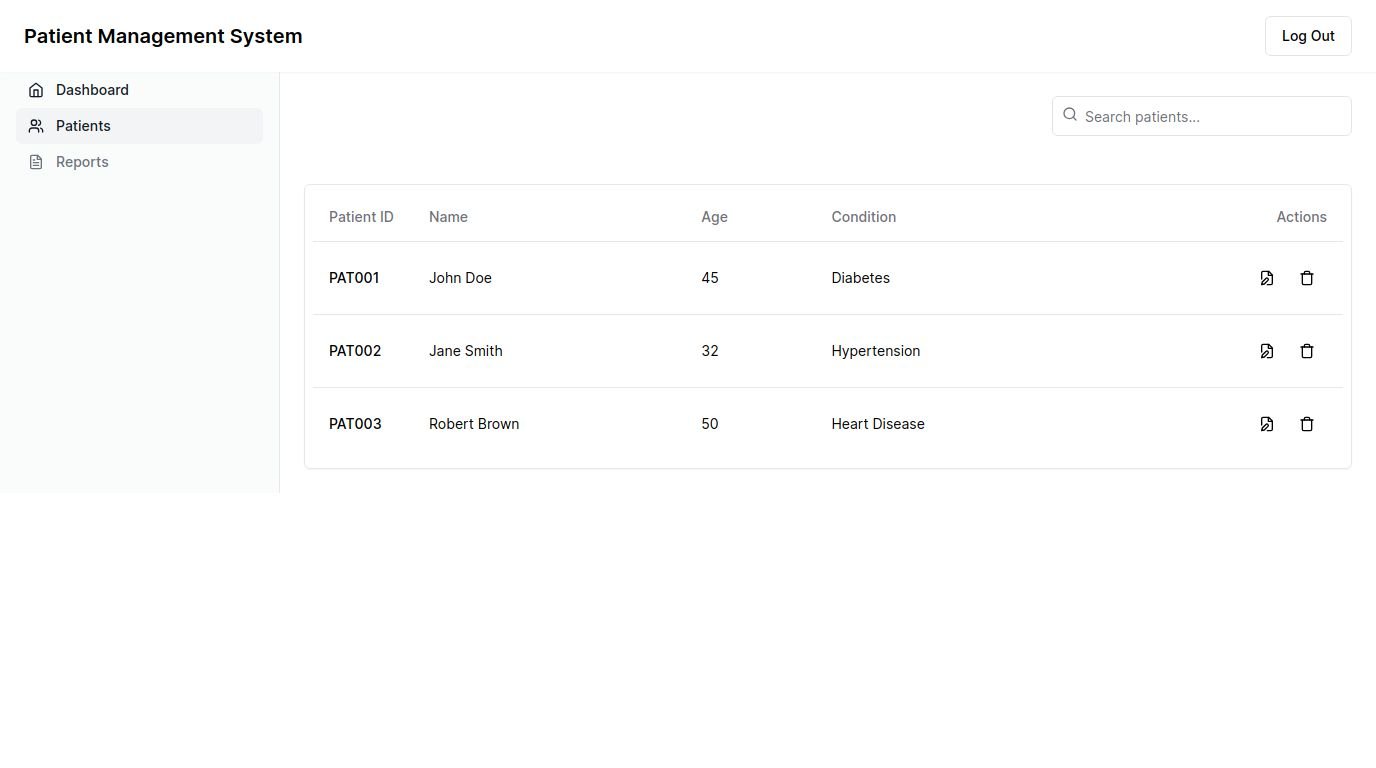 Patient Management System
Log Out
Dashboard
Patients
Reports
Search patients...
Patient ID Name Age Condition Actions
PAT001 John Doe 45 Diabetes
PAT002 Jane Smith 32 Hypertension
PAT003 Robert Brown 50 Heart Disease